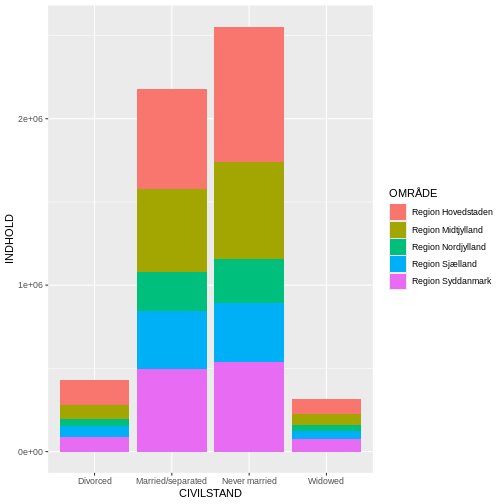 INDHOLD
2e+06
1e+06
0e+00
Divorced Married/separated Never married Widowed
CIVILSTAND
OMRÅDE
Region Hovedstaden
Region Midtjylland
Region Nordjylland
Region Sjælland
Region Syddanmark